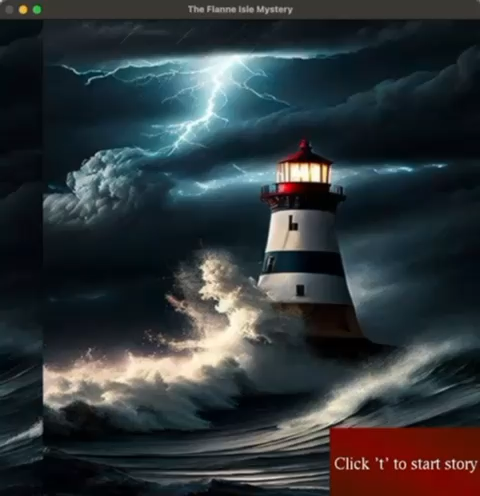 The Flanne Isle Mystery
Click 't' to start story